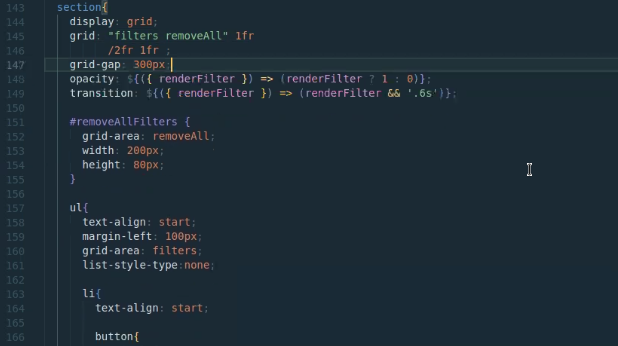 143 section{
144 display: grid;
145 grid: "filters removeAll" 1fr
146 /2fr 1fr ;
147 grid-gap: 300px;
148 opacity: ${({ renderFilter }) => (renderFilter ? 1 : 0)};
149 transition: ${({ renderFilter }) => (renderFilter && '.6s')};
150
151 #removeAllFilters {
152 grid-area: removeAll;
153 width: 200px;
154 height: 80px;
155 }
156
157 ul{
158 text-align: start;
159 margin-left: 100px;
160 grid-area: filters;
161 list-style-type:none;
162
163 li{
164 text-align: start;
165
166 button{